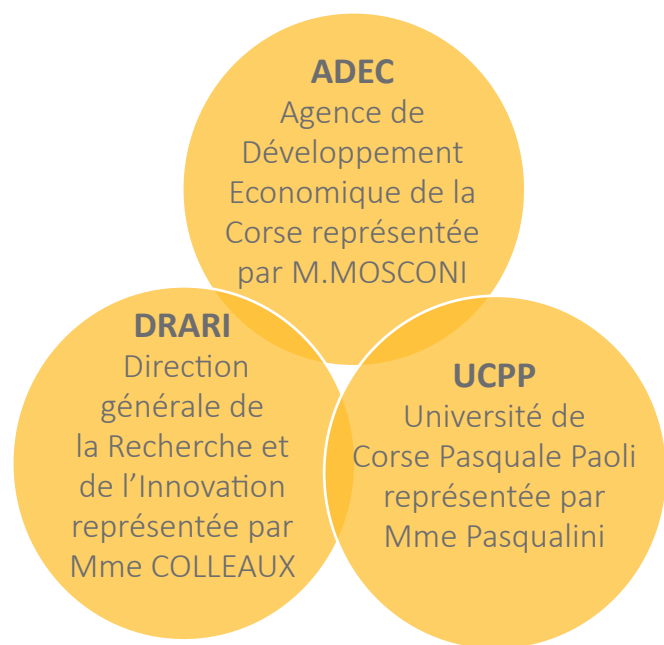 ADEC
Agence de
Développement
Economique de la
Corse représentée
par M.MOSCONI
DRARI
Direction
générale de
la Recherche et
de l’Innovation
représentée par
Mme COLLEAUX
UCPP
Université de
Corse Pasquale Paoli
représentée par
Mme Pasqualini